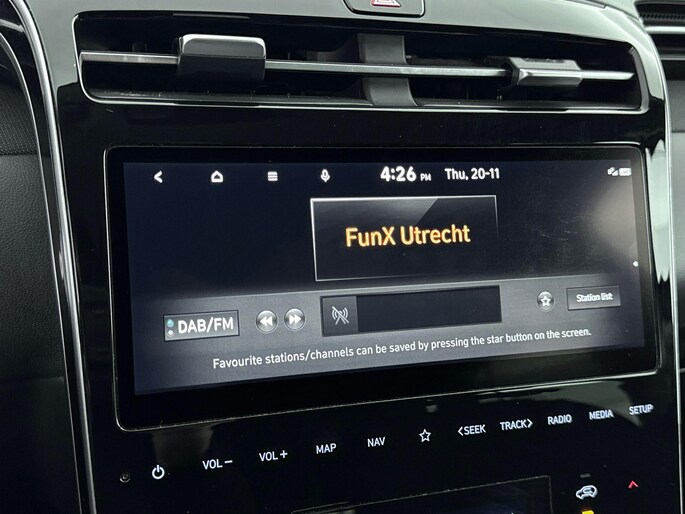 4:26 PM Thu, 20-11
FunX Utrecht
DAB/FM
Station list
Favourite stations/channels can be saved by pressing the star button on the screen.
VOL− VOL+ MAP NAV <SEEK TRACK> RADIO MEDIA SETUP